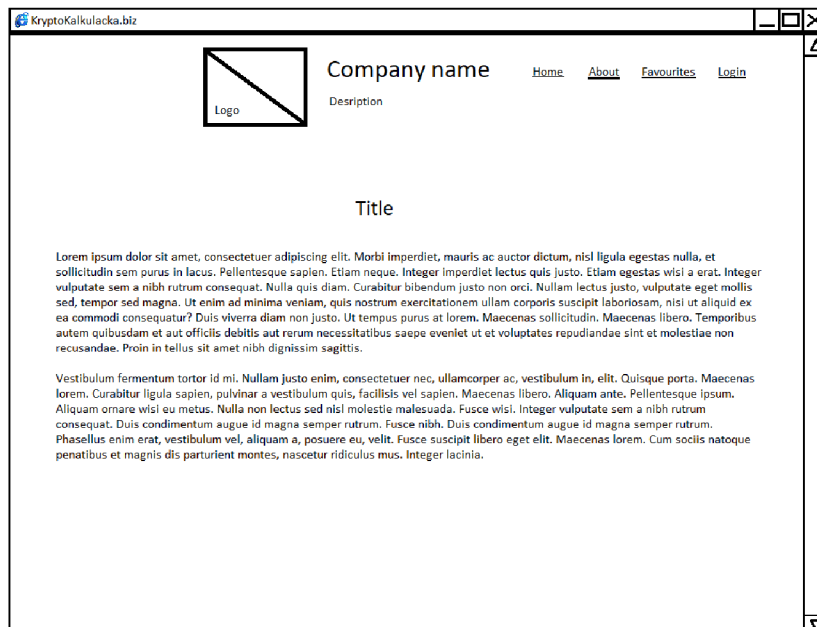 KryptoKalkulacka.biz
Company name
Home About Favourites Login
Logo
Desription
Title
Lorem ipsum dolor sit amet, consectetuer adipiscing elit. Morbi imperdiet, mauris ac auctor dictum, nisl ligula egestas nulla, et
sollicitudin sem purus in lacus. Pellentesque sapien. Etiam neque. Integer imperdiet lectus quis justo. Etiam egestas wisi a erat. Integer
vulputate sem a nibh rutrum consequat. Nulla quis diam. Curabitur bibendum justo non orci. Nullam lectus justo, vulputate eget mollis
sed, tempor sed magna. Ut enim ad minima veniam, quis nostrum exercitationem ullam corporis suscipit laboriosam, nisi ut aliquid ex
ea commodi consequatur? Duis viverra diam non justo. Ut tempus purus at lorem. Maecenas sollicitudin. Maecenas libero. Temporibus
autem quibusdam et aut officiis debitis aut rerum necessitatibus saepe eveniet ut et voluptates repudiandae sint et molestiae non
recusandae. Proin in tellus sit amet nibh dignissim sagittis.
Vestibulum fermentum tortor id mi. Nullam justo enim, consectetuer nec, ullamcorper ac, vestibulum in, elit. Quisque porta. Maecenas
lorem. Curabitur ligula sapien, pulvinar a vestibulum quis, facilisis vel sapien. Maecenas libero. Aliquam ante. Pellentesque ipsum.
Aliquam ornare wisi eu metus. Nulla non lectus sed nisl molestie malesuada. Fusce wisi. Integer vulputate sem a nibh rutrum
consequat. Duis condimentum augue id magna semper rutrum. Fusce nibh. Duis condimentum augue id magna semper rutrum.
Phasellus enim erat, vestibulum vel, aliquam a, posuere eu, velit. Fusce suscipit libero eget elit. Maecenas lorem. Cum sociis natoque
penatibus et magnis dis parturient montes, nascetur ridiculus mus. Integer lacinia.